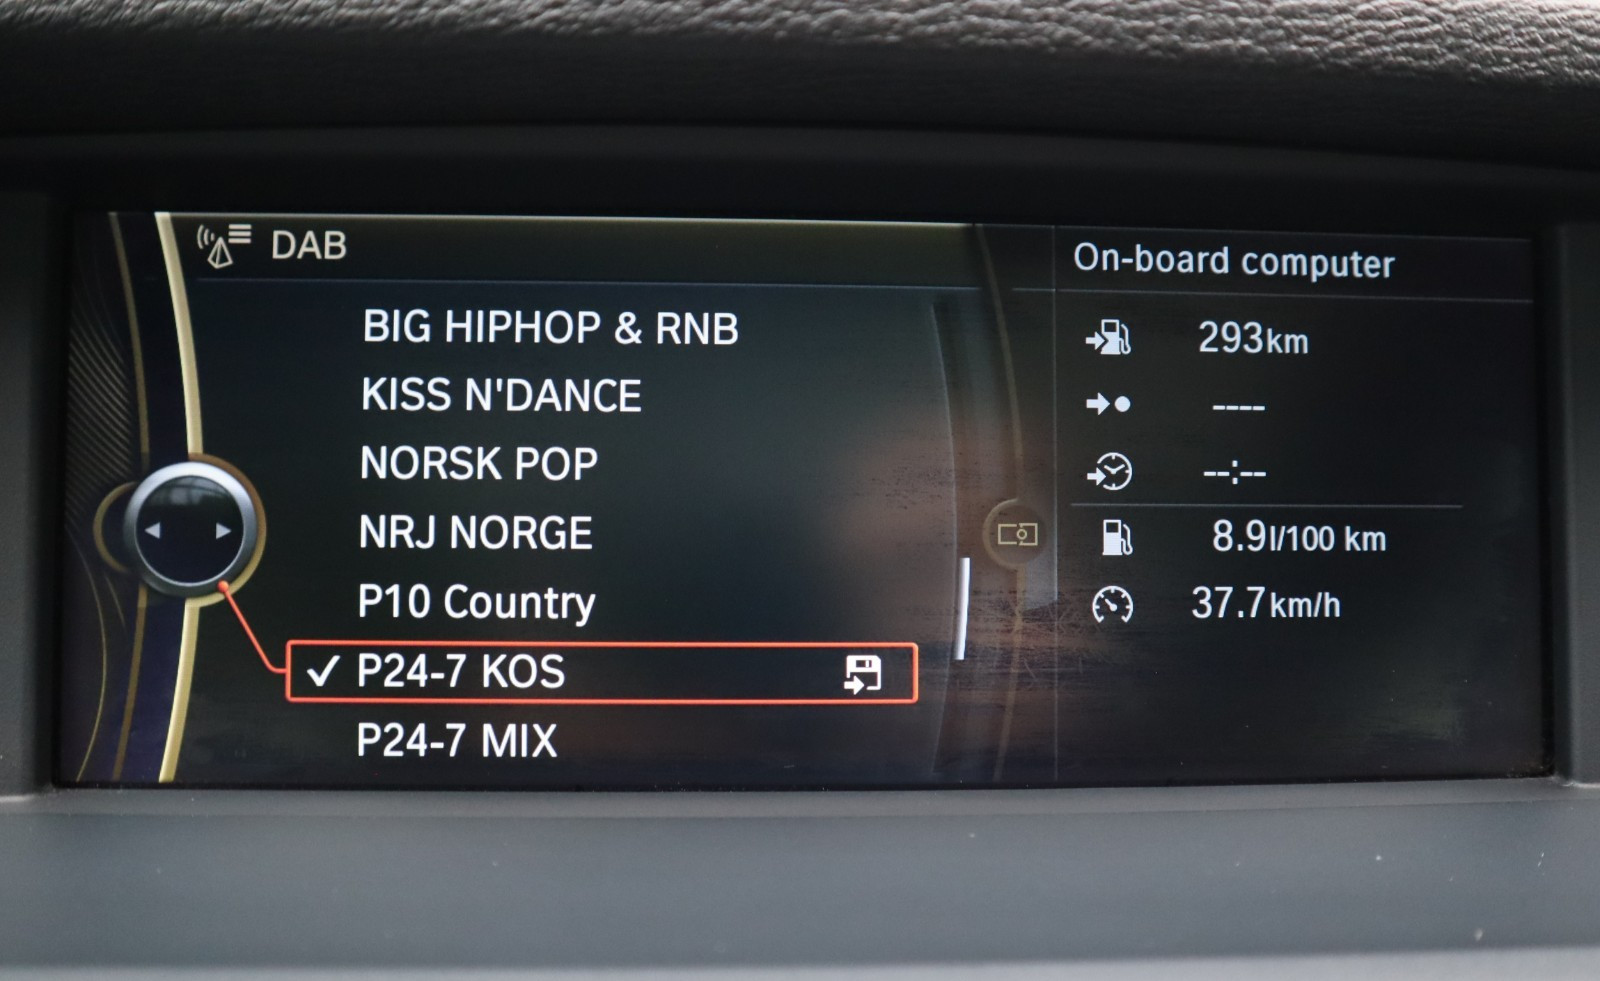 DAB
BIG HIPHOP & RNB
KISS N'DANCE
NORSK POP
NRJ NORGE
P10 Country
P24-7 KOS
P24-7 MIX
On-board computer
293km
----
--:--
8.9l/100 km
37.7km/h